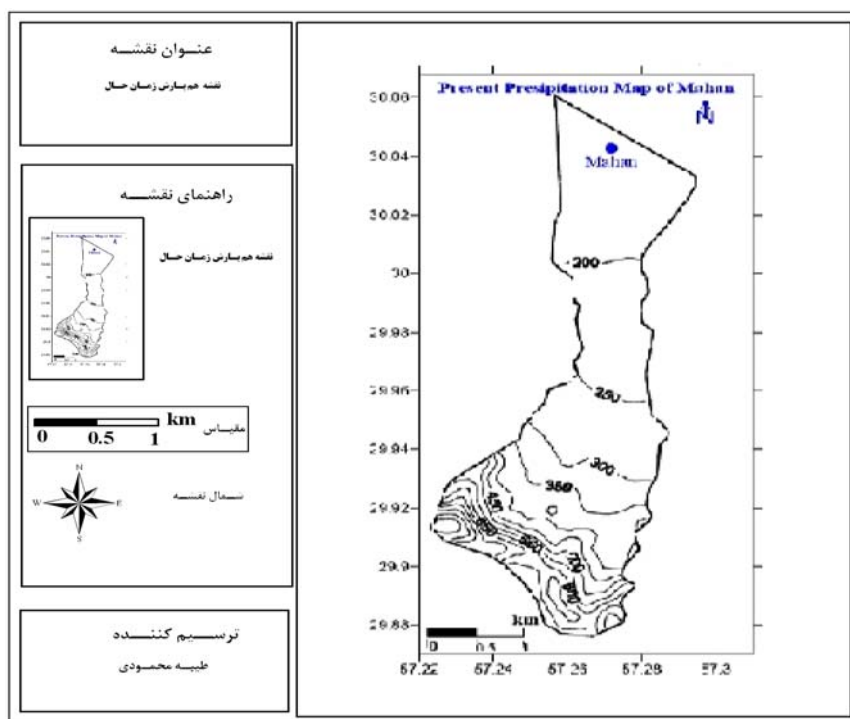 عنوان نقشه
نقشه هم بارش زمان حال
راهنمای نقشه
نقشه هم بارش زمان حال
km
مقیاس
0 0.5 1
N
W E
S
شمال نقشه
ترسیم کننده
طیبه محمودی
Present Precipitation Map of Mahan
N
Mahan
30.06
30.04
30.02
30
29.98
29.96
29.94
29.92
29.9
29.88
200
250
300
350
km
0 0.5 1
57.22 57.24 57.26 57.28 57.3